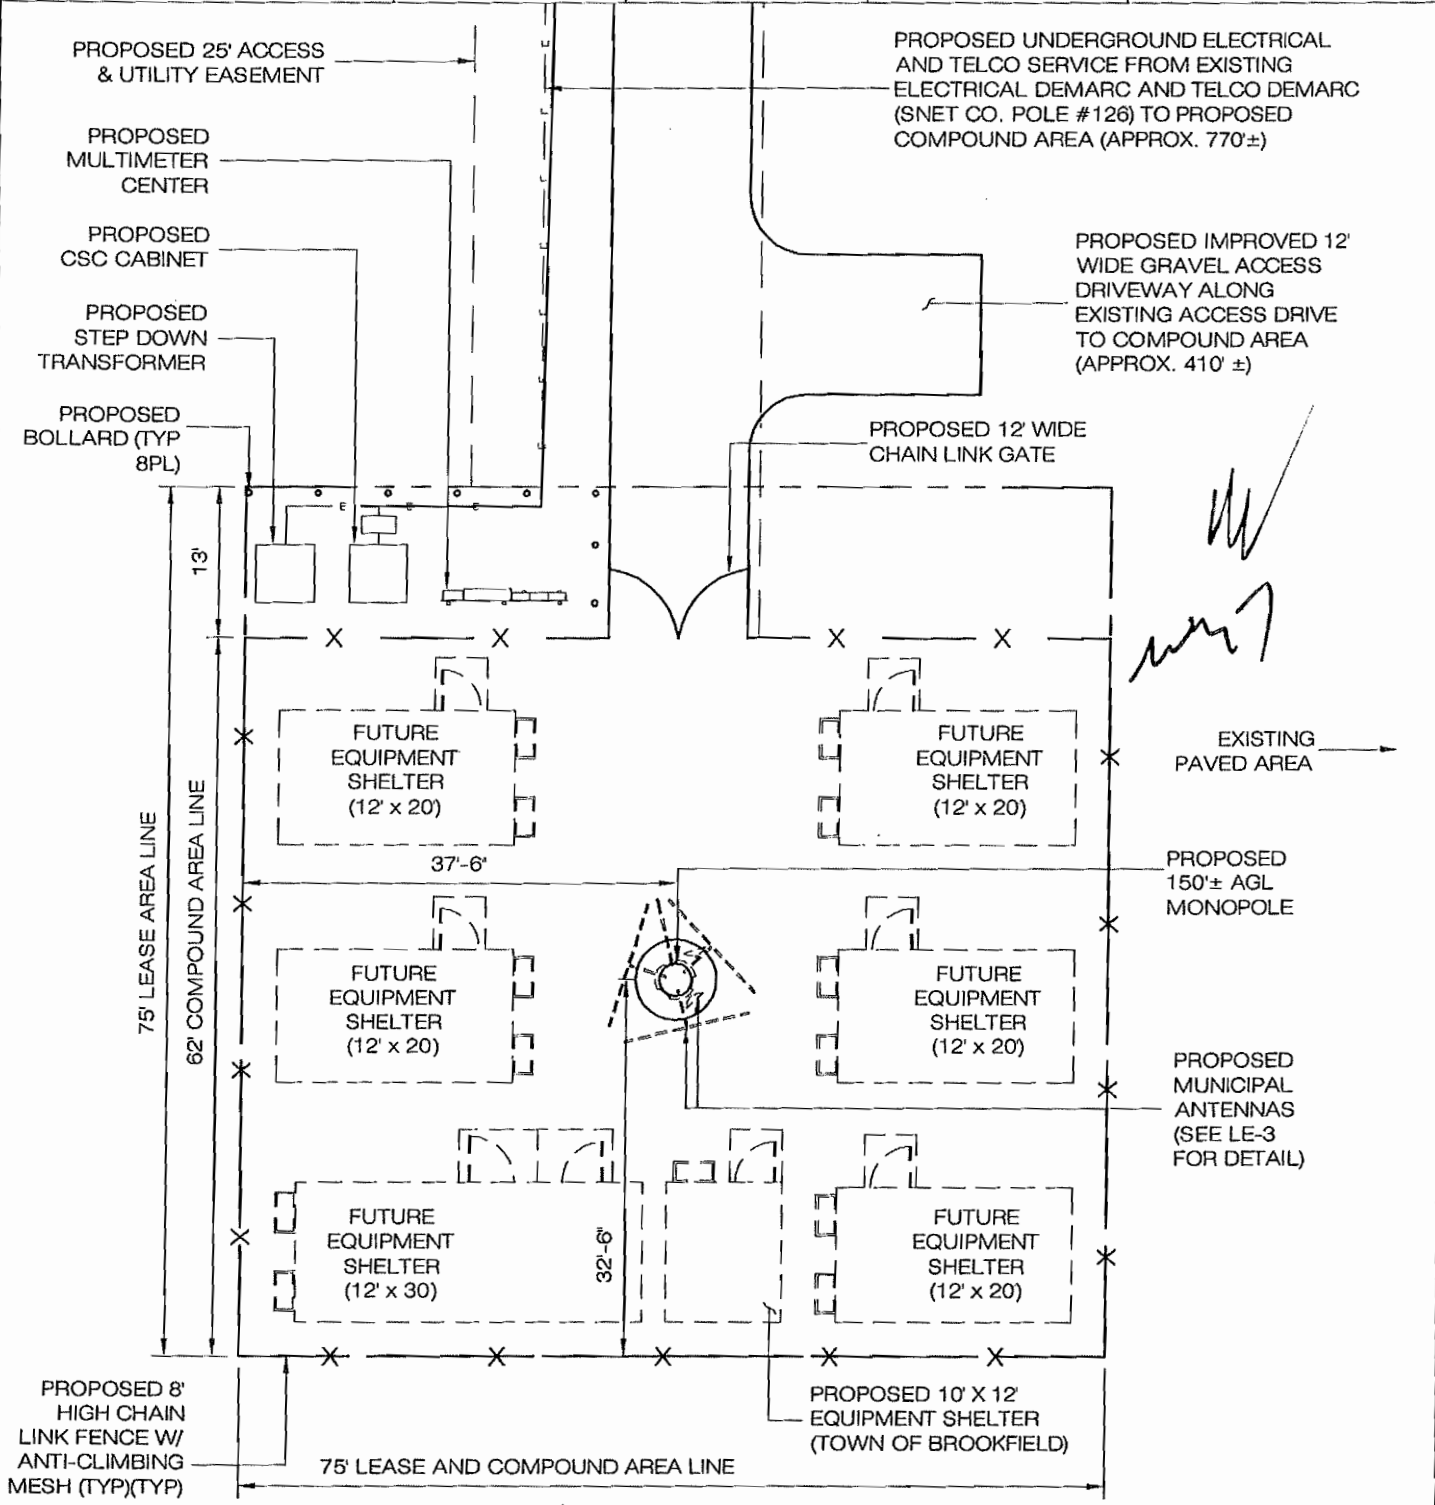 PROPOSED 25' ACCESS
& UTILITY EASEMENT
PROPOSED UNDERGROUND ELECTRICAL
AND TELCO SERVICE FROM EXISTING
ELECTRICAL DEMARC AND TELCO DEMARC
(SNET CO. POLE #126) TO PROPOSED
COMPOUND AREA (APPROX. 770'±)
PROPOSED
MULTIMETER
CENTER
PROPOSED
CSC CABINET
PROPOSED IMPROVED 12'
WIDE GRAVEL ACCESS
DRIVEWAY ALONG
EXISTING ACCESS DRIVE
TO COMPOUND AREA
(APPROX. 410' ±)
PROPOSED
STEP DOWN
TRANSFORMER
PROPOSED
BOLLARD (TYP
8PL)
PROPOSED 12' WIDE
CHAIN LINK GATE
E
E
E
13'
75' LEASE AREA LINE
62' COMPOUND AREA LINE
FUTURE
EQUIPMENT
SHELTER
(12' x 20')
FUTURE
EQUIPMENT
SHELTER
(12' x 20')
EXISTING
PAVED AREA
37'-6"
PROPOSED
150'± AGL
MONOPOLE
FUTURE
EQUIPMENT
SHELTER
(12' x 20')
FUTURE
EQUIPMENT
SHELTER
(12' x 20')
PROPOSED
MUNICIPAL
ANTENNAS
(SEE LE-3
FOR DETAIL)
FUTURE
EQUIPMENT
SHELTER
(12' x 30')
32'-6"
FUTURE
EQUIPMENT
SHELTER
(12' x 20')
PROPOSED 8'
HIGH CHAIN
LINK FENCE W/
ANTI-CLIMBING
MESH (TYP)(TYP)
PROPOSED 10' X 12'
EQUIPMENT SHELTER
(TOWN OF BROOKFIELD)
75' LEASE AND COMPOUND AREA LINE